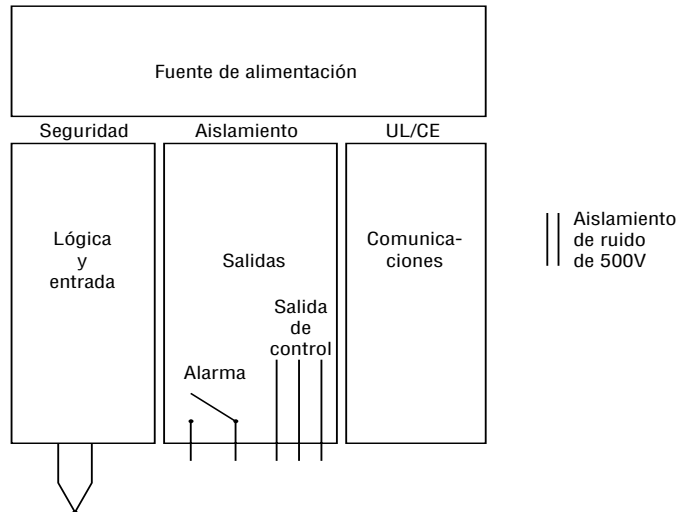 Fuente de alimentación
Seguridad Aislamiento UL/CE
Lógica
y
entrada
Salidas
Salida
de
control
Alarma
Comunica-
ciones
Aislamiento
de ruido
de 500V